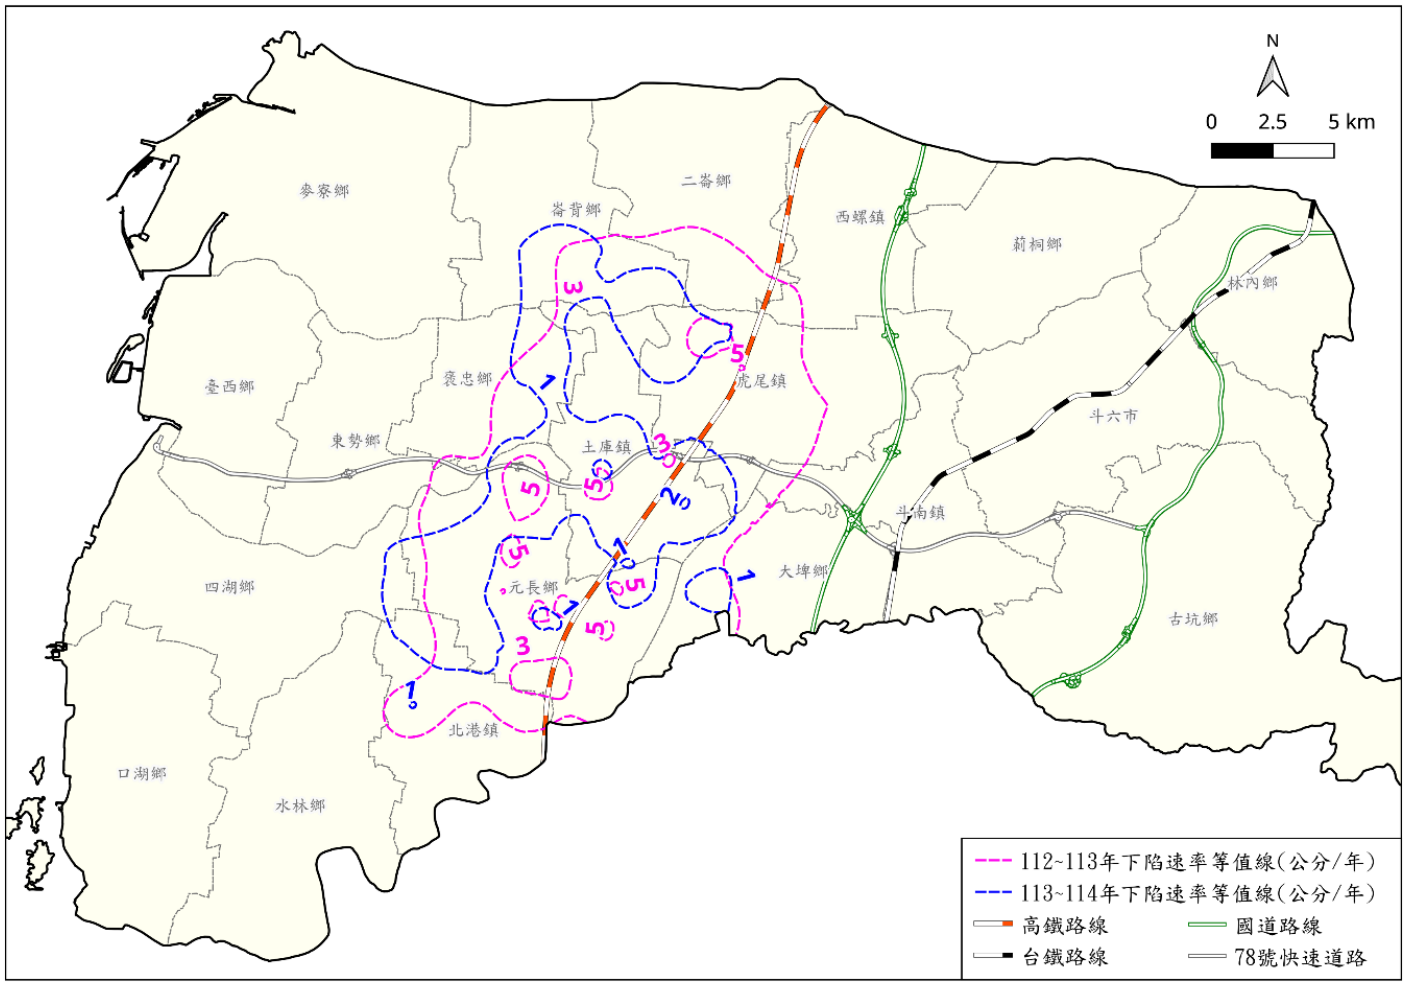 N
0 2.5 5 km
麥寮鄉
崙背鄉
二崙鄉
西螺鎮
莿桐鄉
林內鄉
3
5
臺西鄉
褒忠鄉
1
虎尾鎮
斗六市
東勢鄉
土庫鎮
3
5
5
2
斗南鎮
5
1
四湖鄉
元長鄉
1
5
1
大埤鄉
古坑鄉
5
3
1
北港鎮
口湖鄉
水林鄉
112~113年下陷速率等值線(公分/年)
113~114年下陷速率等值線(公分/年)
高鐵路線 國道路線
台鐵路線 78號快速道路